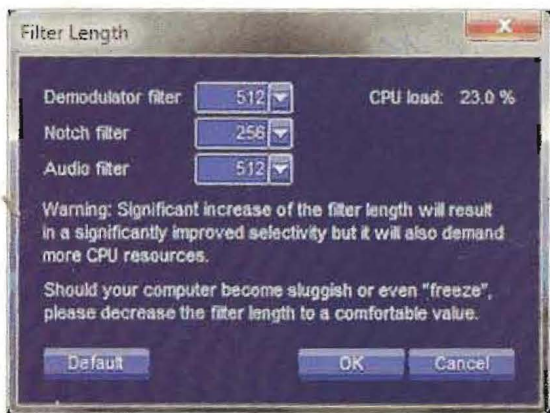 Filter Length
Demodulator filter 512 CPU load: 23.0 %
Notch filter 256
Audio filter 512
Warning: Significant increase of the filter length will result
in a significantly improved selectivity but it will also demand
more CPU resources.
Should your computer become sluggish or even "freeze",
please decrease the filter length to a comfortable value.
Default OK Cancel